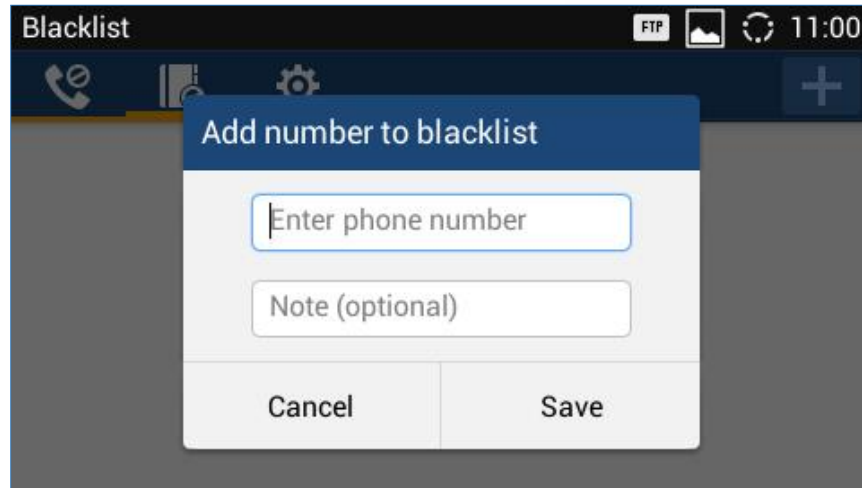 Blacklist FTP 11:00
Add number to blacklist
Enter phone number
Note (optional)
Cancel Save